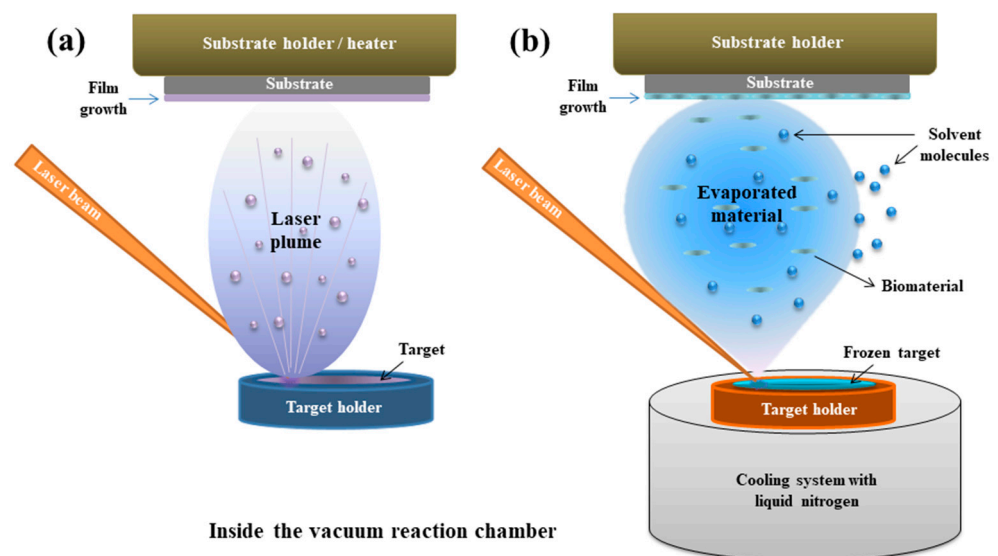 (a)
Substrate holder / heater
Substrate
Film
growth
Laser beam
Laser
plume
Target
Target holder
(b)
Substrate holder
Substrate
Film
growth
Solvent
molecules
Laser beam
Evaporated
material
Biomaterial
Frozen target
Target holder
Cooling system with
liquid nitrogen
Inside the vacuum reaction chamber